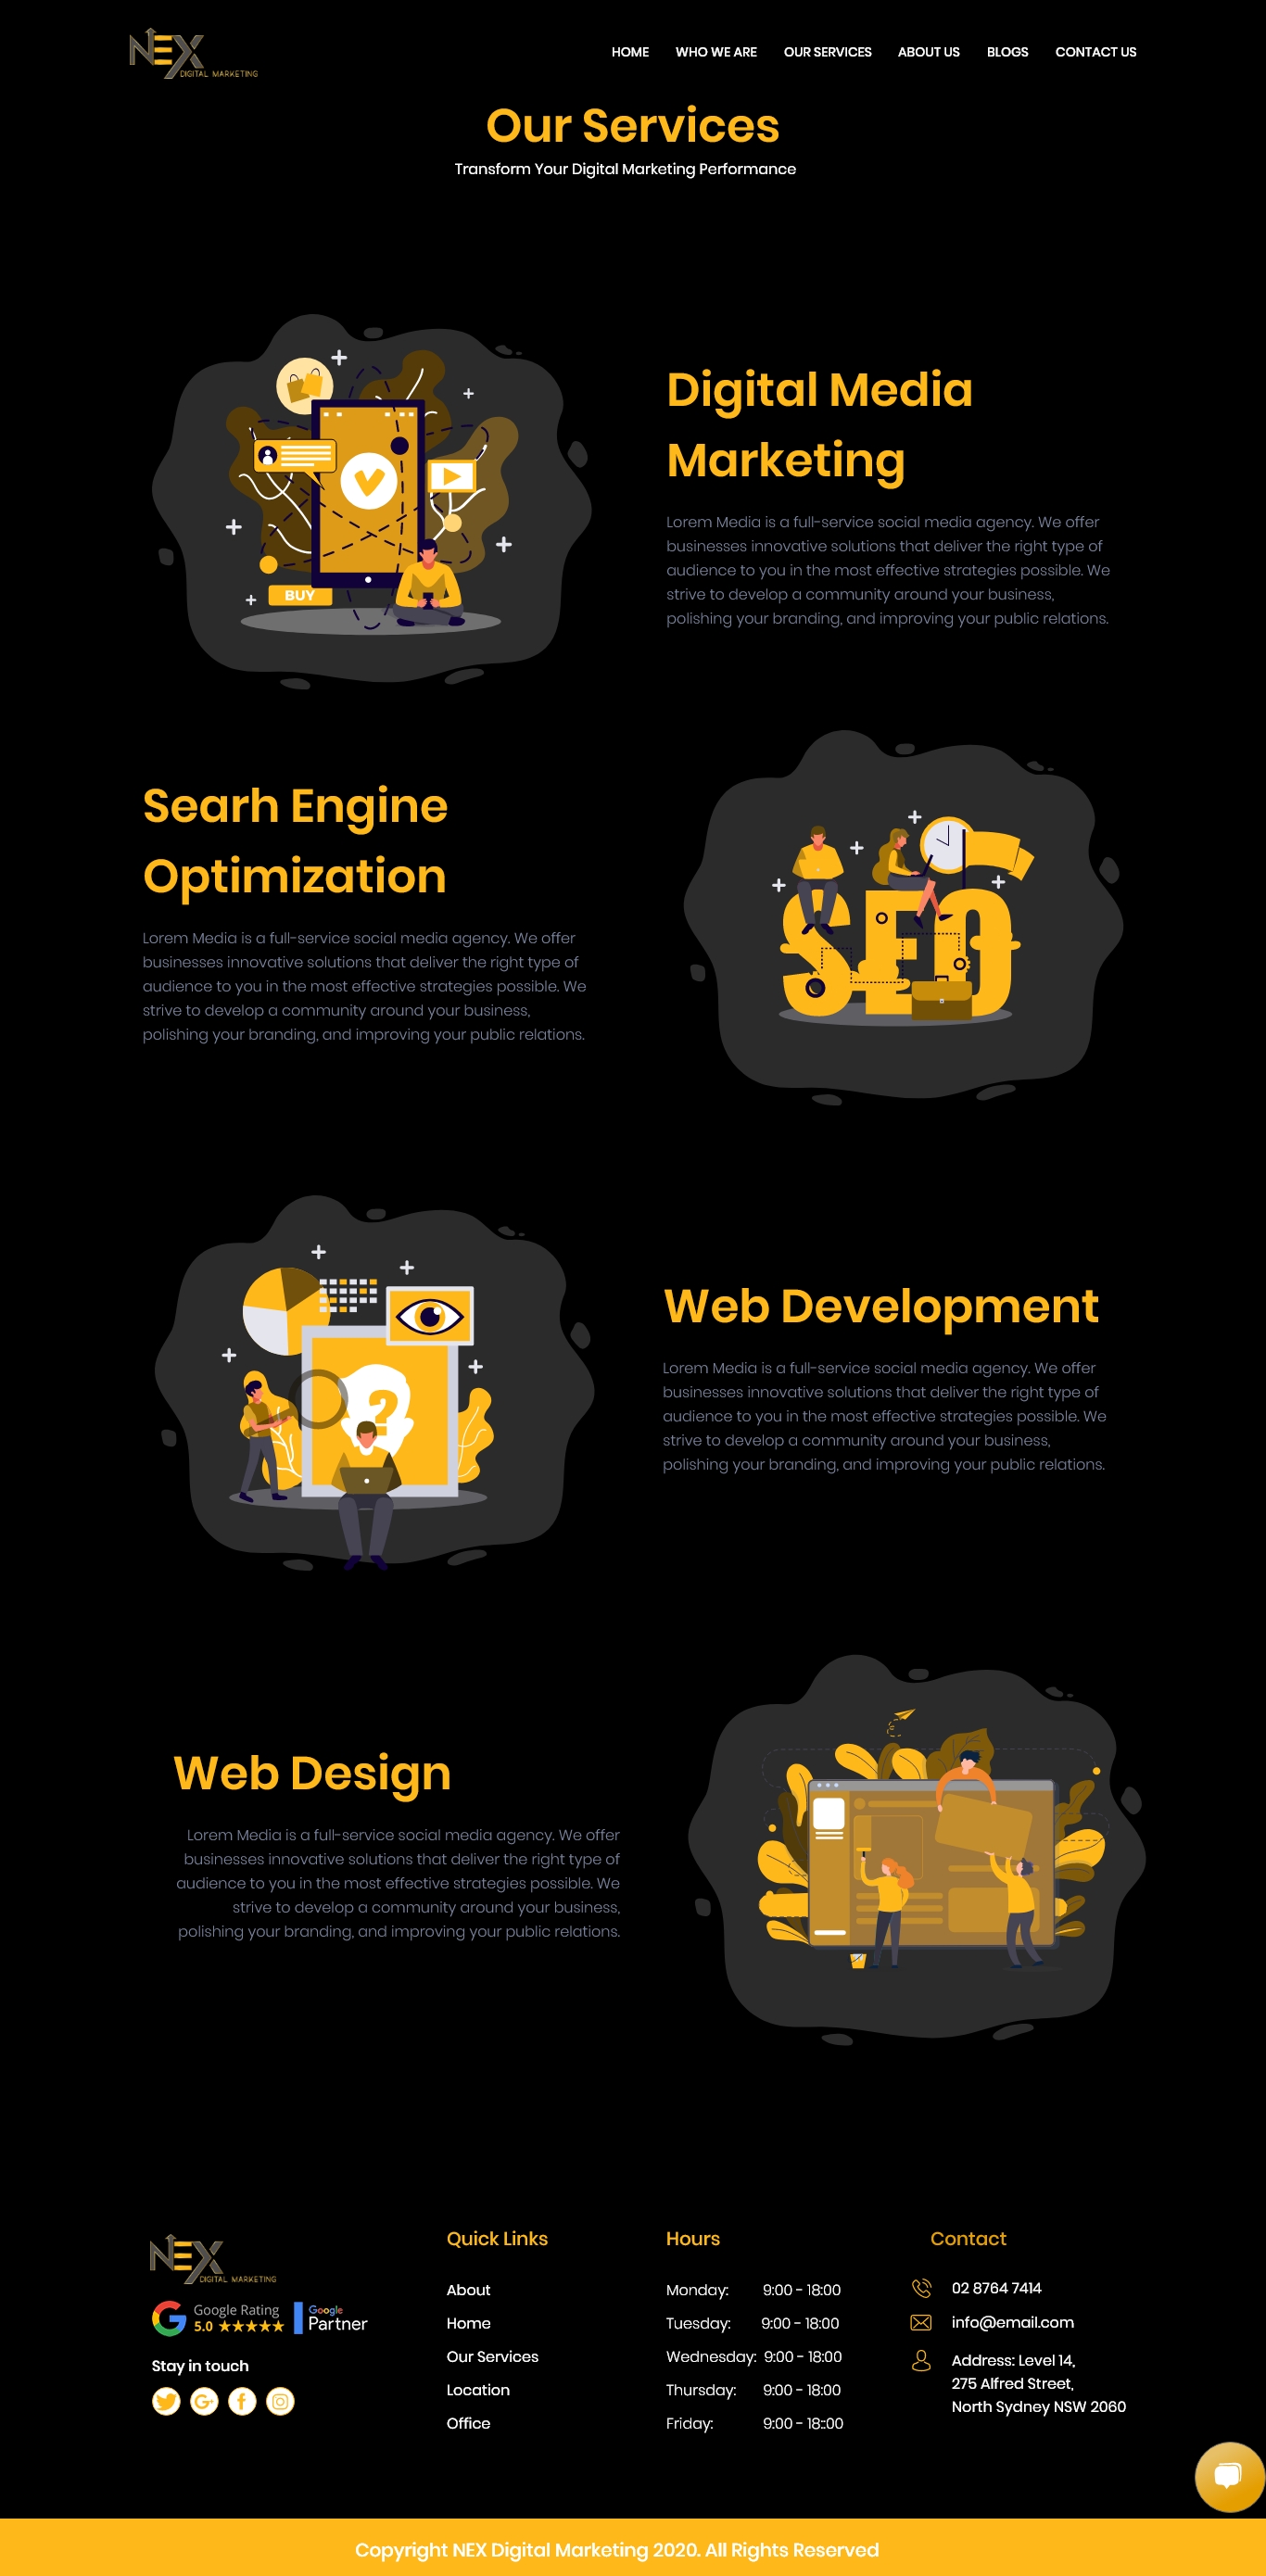 NEX
DIGITAL MARKETING
HOME WHO WE ARE OUR SERVICES ABOUT US BLOGS CONTACT US
Our Services
Transform Your Digital Marketing Performance
BUY
Digital Media
Marketing
Lorem Media is a full-service social media agency. We offer
businesses innovative solutions that deliver the right type of
audience to you in the most effective strategies possible. We
strive to develop a community around your business,
polishing your branding, and improving your public relations.
Searh Engine
Optimization
Lorem Media is a full-service social media agency. We offer
businesses innovative solutions that deliver the right type of
audience to you in the most effective strategies possible. We
strive to develop a community around your business,
polishing your branding, and improving your public relations.
SEO
?
Web Development
Lorem Media is a full-service social media agency. We offer
businesses innovative solutions that deliver the right type of
audience to you in the most effective strategies possible. We
strive to develop a community around your business,
polishing your branding, and improving your public relations.
Web Design
Lorem Media is a full-service social media agency. We offer
businesses innovative solutions that deliver the right type of
audience to you in the most effective strategies possible. We
strive to develop a community around your business,
polishing your branding, and improving your public relations.
NEX
DIGITAL MARKETING
Google Rating
5.0 ★★★★★
Google
Partner
Stay in touch
Quick Links
About
Home
Our Services
Location
Office
Hours
Monday: 9:00 - 18:00
Tuesday: 9:00 - 18:00
Wednesday: 9:00 - 18:00
Thursday: 9:00 - 18:00
Friday: 9:00 - 18::00
Contact
02 8764 7414
info@email.com
Address: Level 14,
275 Alfred Street,
North Sydney NSW 2060
Copyright NEX Digital Marketing 2020. All Rights Reserved